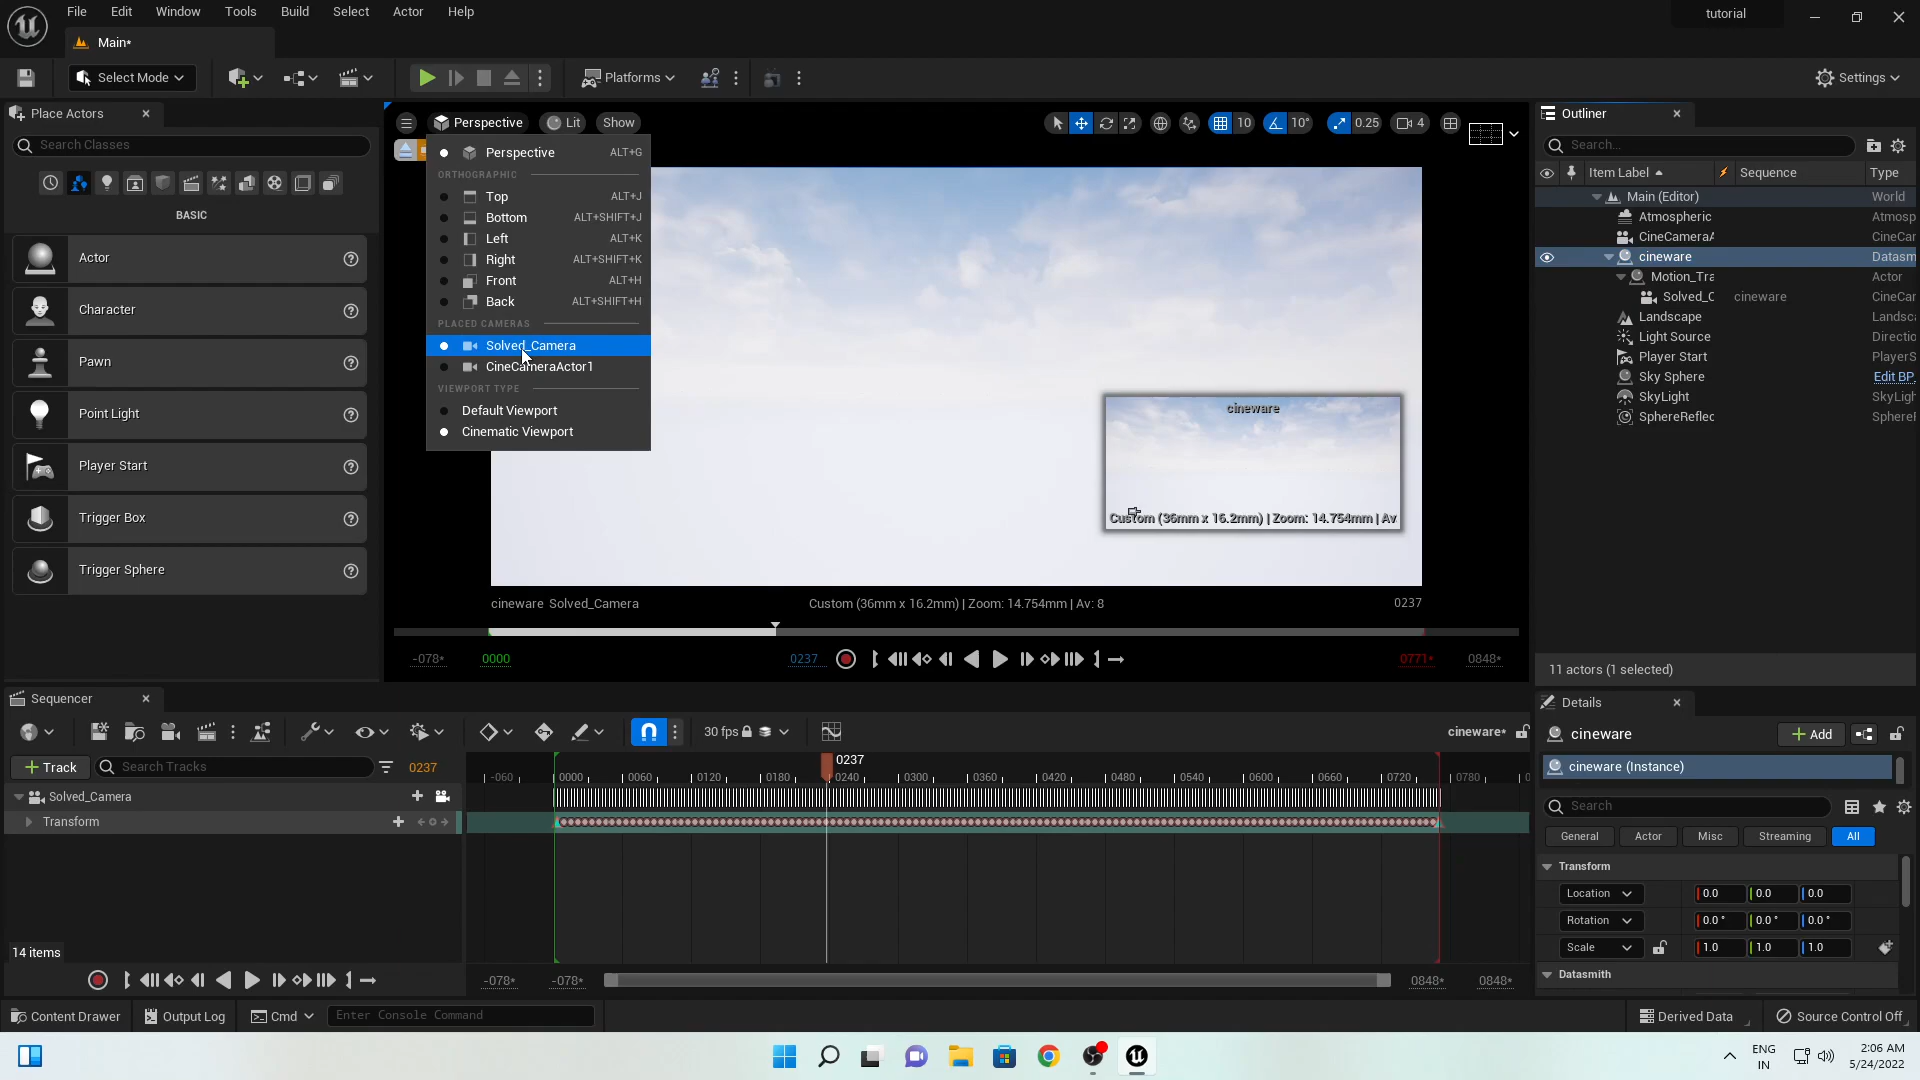 File Edit Window Tools Build Select Actor Help
tutorial
Main*
Select Mode
Platforms
Settings
Place Actors
Search Classes
BASIC
Actor
Character
Pawn
Point Light
Player Start
Trigger Box
Trigger Sphere
Perspective Lit Show
10 10° 0.25 4
Perspective ALT+G
ORTHOGRAPHIC
Top ALT+J
Bottom ALT+SHIFT+J
Left ALT+K
Right ALT+SHIFT+K
Front ALT+H
Back ALT+SHIFT+H
PLACED CAMERAS
Solved_Camera
CineCameraActor1
VIEWPORT TYPE
Default Viewport
Cinematic Viewport
cineware
Custom (36mm x 16.2mm) | Zoom: 14.754mm | Av
cineware Solved_Camera Custom (36mm x 16.2mm) | Zoom: 14.754mm | Av: 8 0237
-078* 0000 0237 0771* 0848*
Outliner
Search...
Item Label Sequence Type
Main (Editor) World
Atmospheric Atmosp
CineCameraA CineCar
cineware Datasm
Motion_Tra Actor
Solved_C cineware CineCar
Landscape Landsc
Light Source Directio
Player Start PlayerS
Sky Sphere Edit BP_
SkyLight SkyLigh
SphereReflec SphereF
11 actors (1 selected)
Sequencer
30 fps cineware*
Track Search Tracks 0237
Solved_Camera
Transform
14 items
0237
-060 0000 0060 0120 0180 0240 0300 0360 0420 0480 0540 0600 0660 0720 0780
-078* -078* 0848* 0848*
Details
cineware Add
cineware (Instance)
Search
General Actor Misc Streaming All
Transform
Location 0.0 0.0 0.0
Rotation 0.0 ° 0.0 ° 0.0 °
Scale 1.0 1.0 1.0
Datasmith
Content Drawer Output Log Cmd Enter Console Command Derived Data Source Control Off
ENG
IN
2:06 AM
5/24/2022